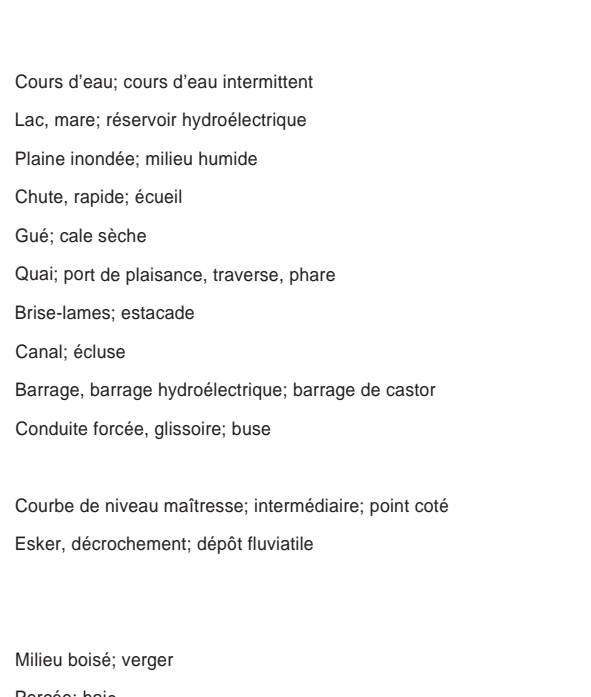 Cours d'eau; cours d'eau intermittent
Lac, mare; réservoir hydroélectrique
Plaine inondée; milieu humide
Chute, rapide; écueil
Gué; cale sèche
Quai; port de plaisance, traverse, phare
Brise-lames; estacade
Canal; écluse
Barrage, barrage hydroélectrique; barrage de castor
Conduite forcée, glissoire; buse
Courbe de niveau maîtresse; intermédiaire; point coté
Esker, décrochement; dépôt fluviatile
Milieu boisé; verger
Percée; haie